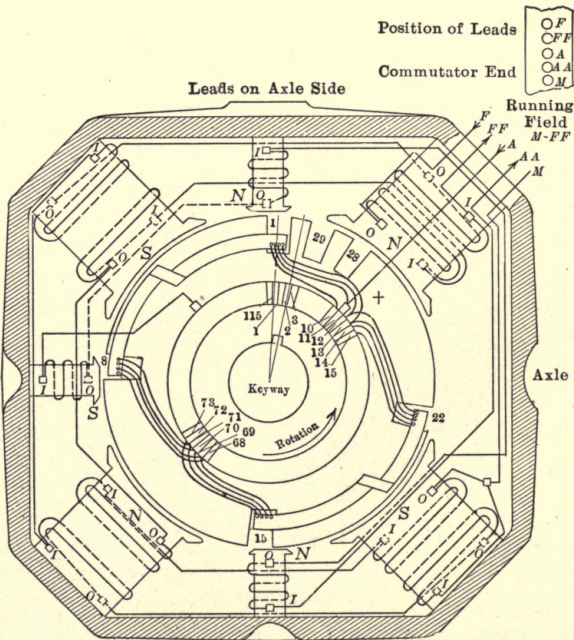 Position of Leads
Commutator End
F
FF
A
AA
M
Leads on Axle Side
Running
Field
M-FF
F
FF
A
AA
M
I
I
O
O
I
O
N
O
N
O
I
I
S
O
S
1
29
28
+
115
1
2
3
10
11
12
13
14
15
Keyway
Rotation
8
I
O
S
Axle
22
73
72
71
70
69
68
15
I
N
O
I
O
O
N
I
S
O
I
O
I